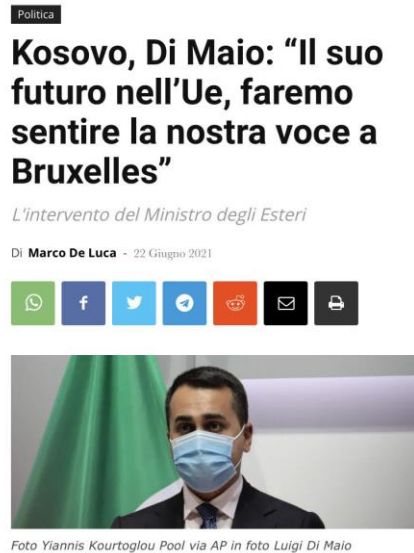 Politica
Kosovo, Di Maio: “Il suo
futuro nell’Ue, faremo
sentire la nostra voce a
Bruxelles”
L'intervento del Ministro degli Esteri
Di Marco De Luca - 22 Giugno 2021
Foto Yiannis Kourtoglou Pool via AP in foto Luigi Di Maio